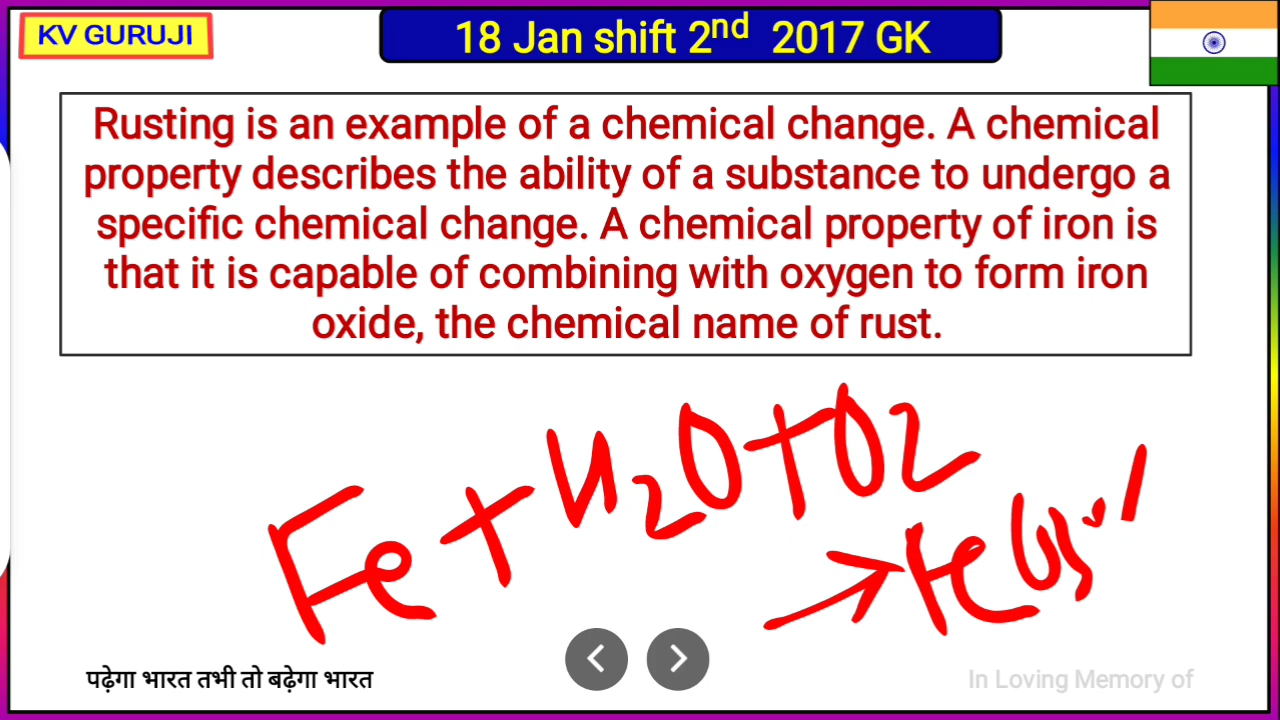 KV GURUJI
18 Jan shift 2nd 2017 GK
Rusting is an example of a chemical change. A chemical
property describes the ability of a substance to undergo a
specific chemical change. A chemical property of iron is
that it is capable of combining with oxygen to form iron
oxide, the chemical name of rust.
Fe + H2O + O2
→ Fe
पढ़ेगा भारत तभी तो बढ़ेगा भारत
In Loving Memory of